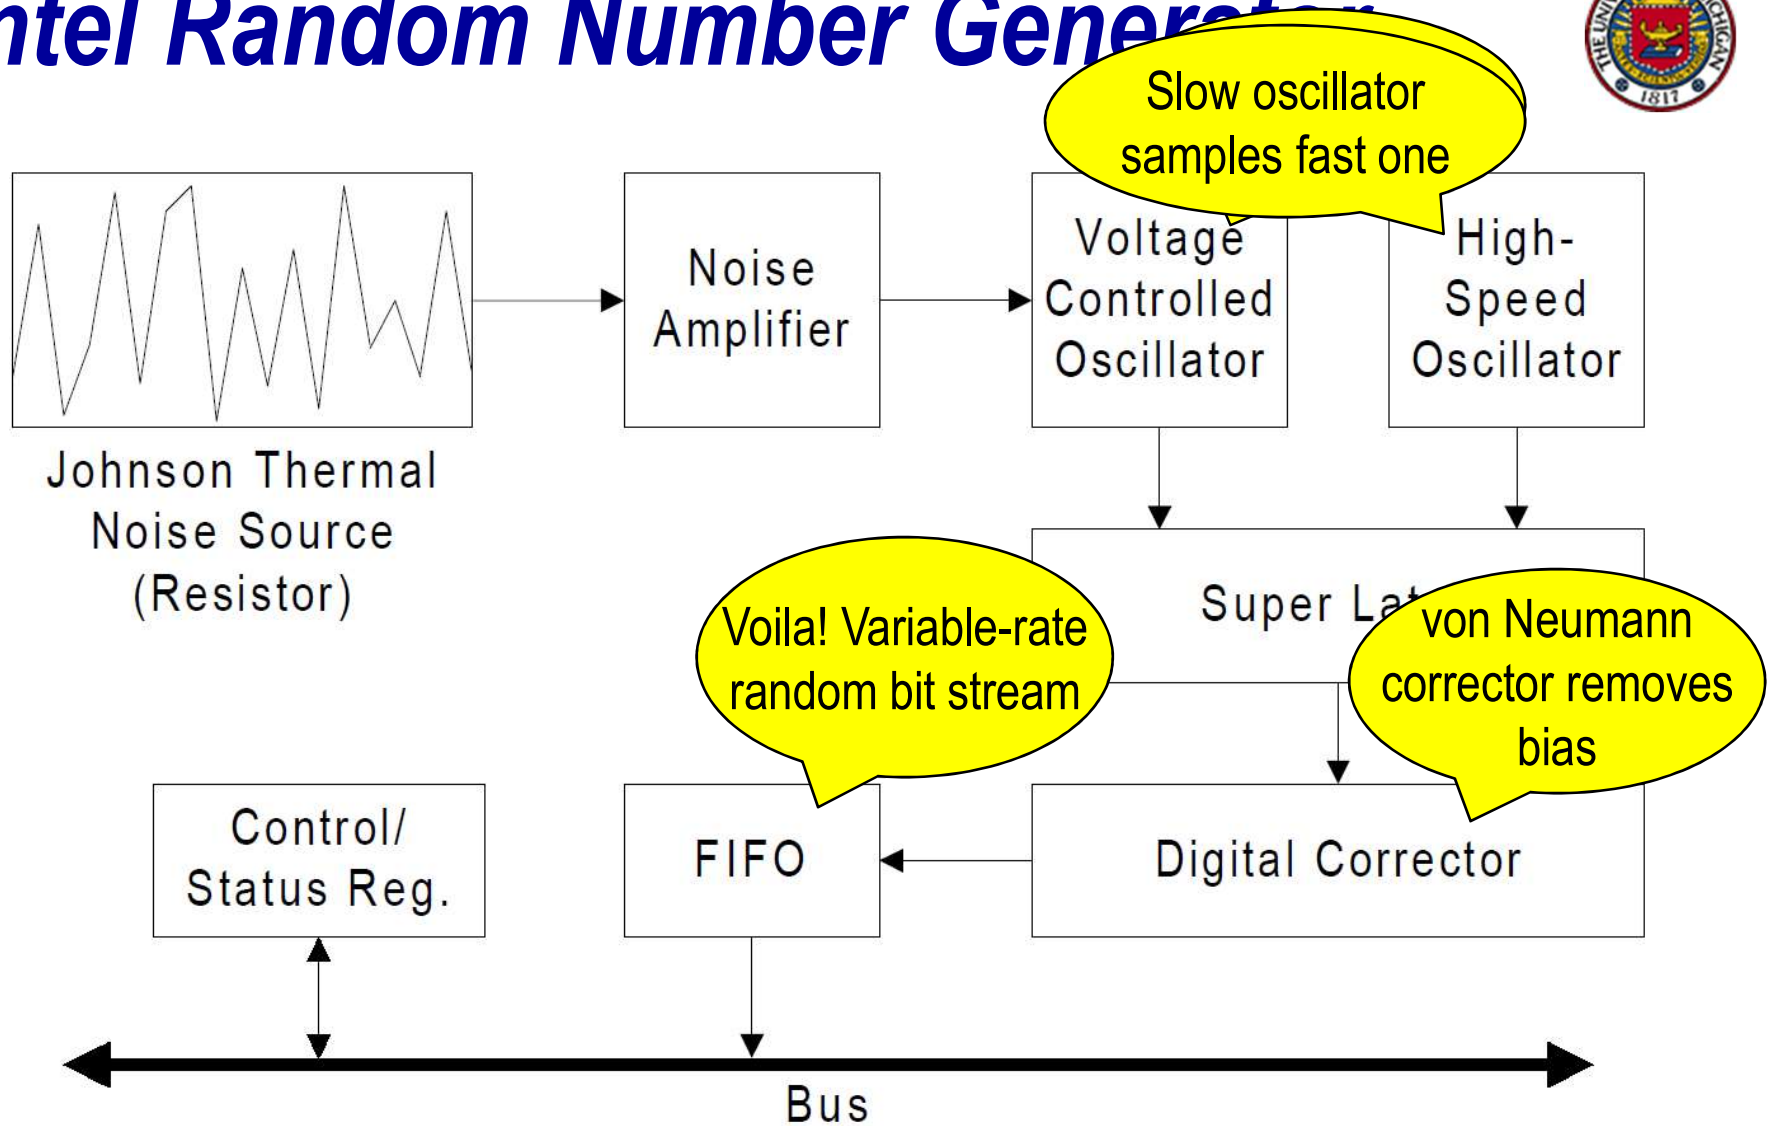 ntel Random Number Generator
1817
Slow oscillator
samples fast one
Noise
Amplifier
Voltage
Controlled
Oscillator
High-
Speed
Oscillator
Johnson Thermal
Noise Source
(Resistor)
Super
Voila! Variable-rate
random bit stream
von Neumann
corrector removes
bias
Control/
Status Reg.
FIFO
Digital Corrector
Bus